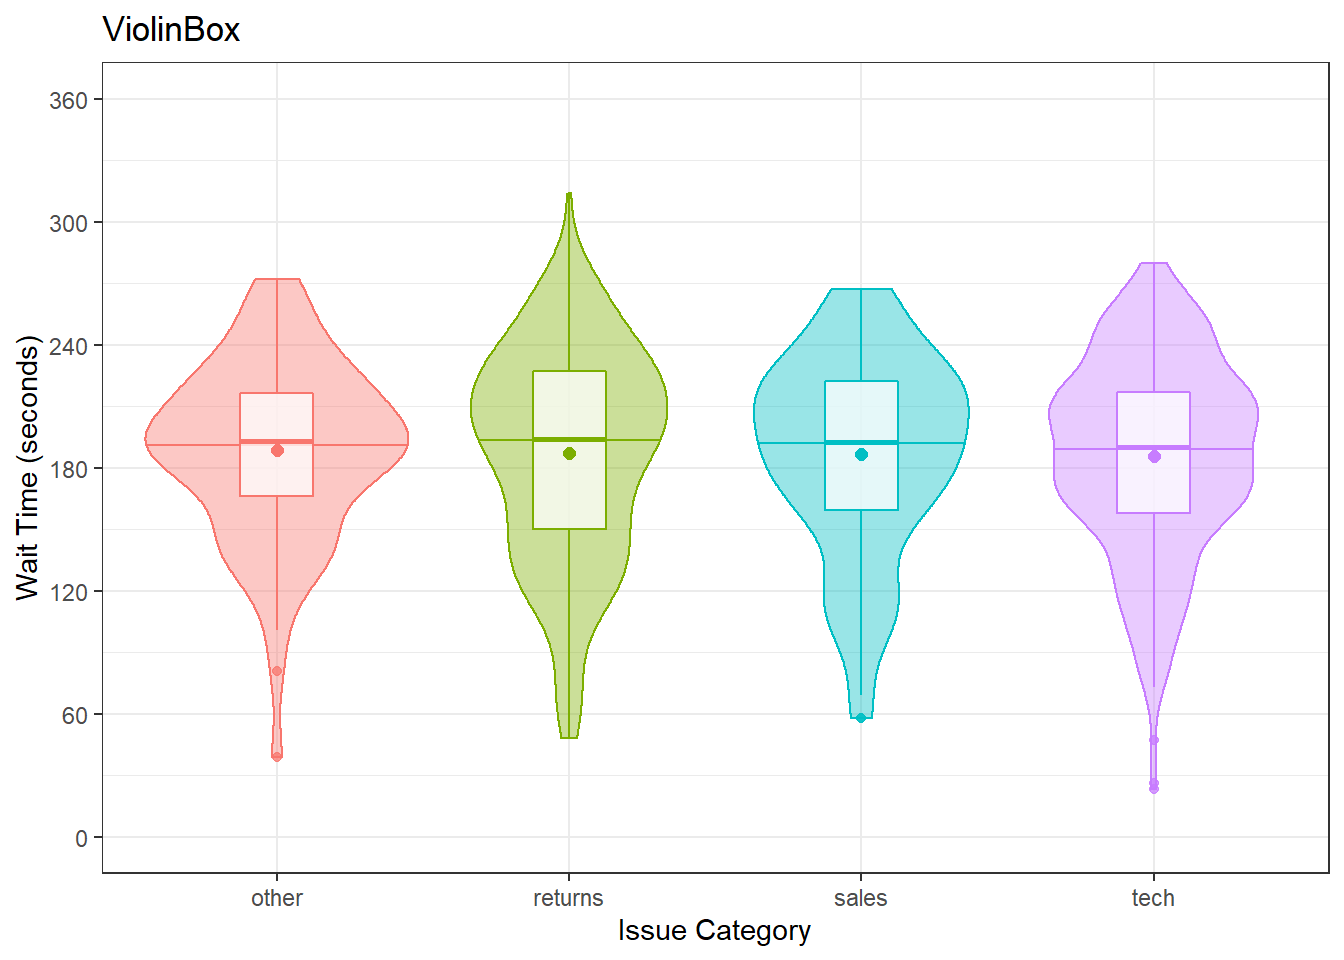 ViolinBox
Wait Time (seconds)
360
300
240
180
120
60
0
other returns sales tech
Issue Category